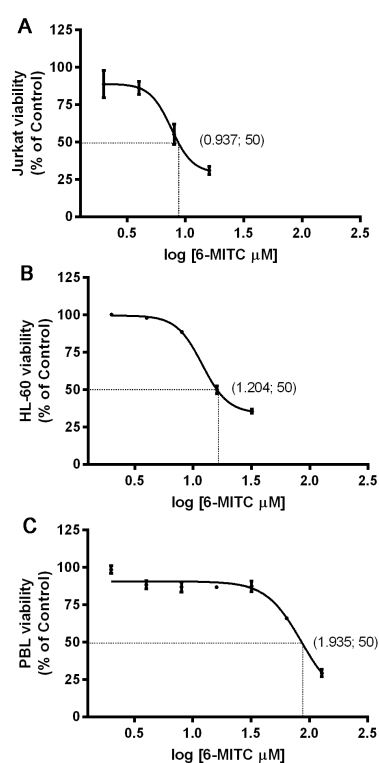 A
Jurkat viability
(% of Control)
125
100
75
50
25
0
(0.937; 50)
0.5 1.0 1.5 2.0 2.5
log [6-MITC µM]
B
HL-60 viability
(% of Control)
125
100
75
50
25
0
(1.204; 50)
0.5 1.0 1.5 2.0 2.5
log [6-MITC µM]
C
PBL viability
(% of Control)
125
100
75
50
25
0
(1.935; 50)
0.5 1.0 1.5 2.0 2.5
log [6-MITC µM]